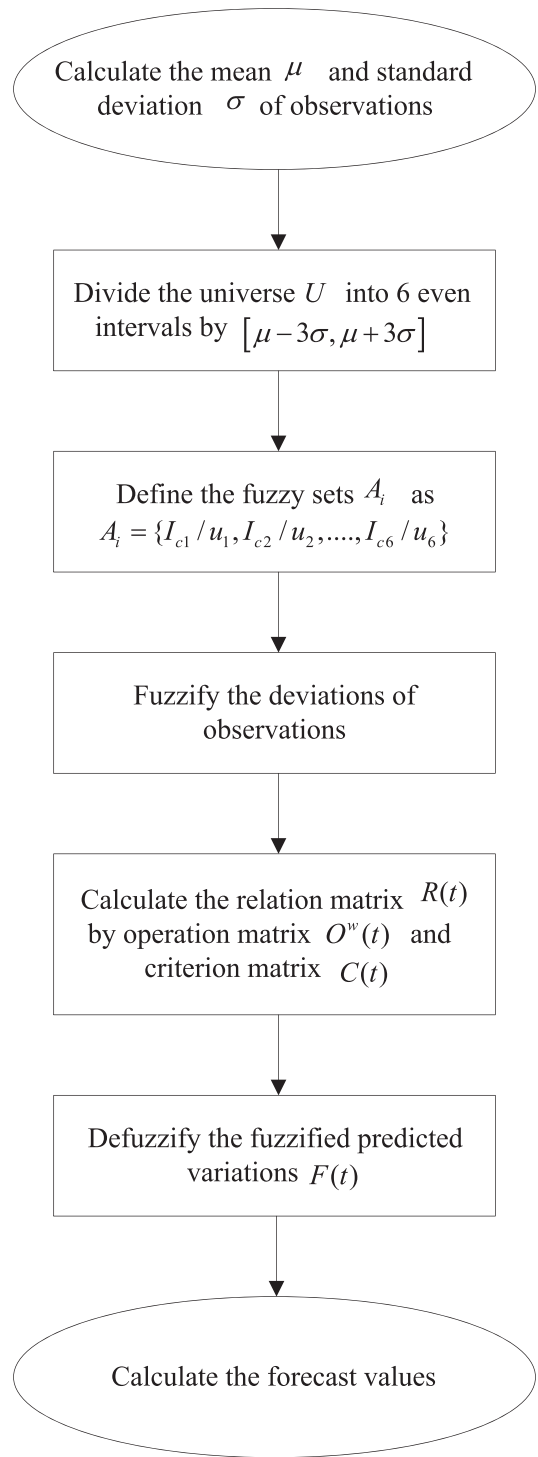 Calculate the mean μ and standard
deviation σ of observations
Divide the universe U into 6 even
intervals by [μ − 3σ, μ + 3σ]
Define the fuzzy sets A_i as
A_i = {I_c1 / u_1, I_c2 / u_2, ...., I_c6 / u_6}
Fuzzify the deviations of
observations
Calculate the relation matrix R(t)
by operation matrix O^w(t) and
criterion matrix C(t)
Defuzzify the fuzzified predicted
variations F(t)
Calculate the forecast values